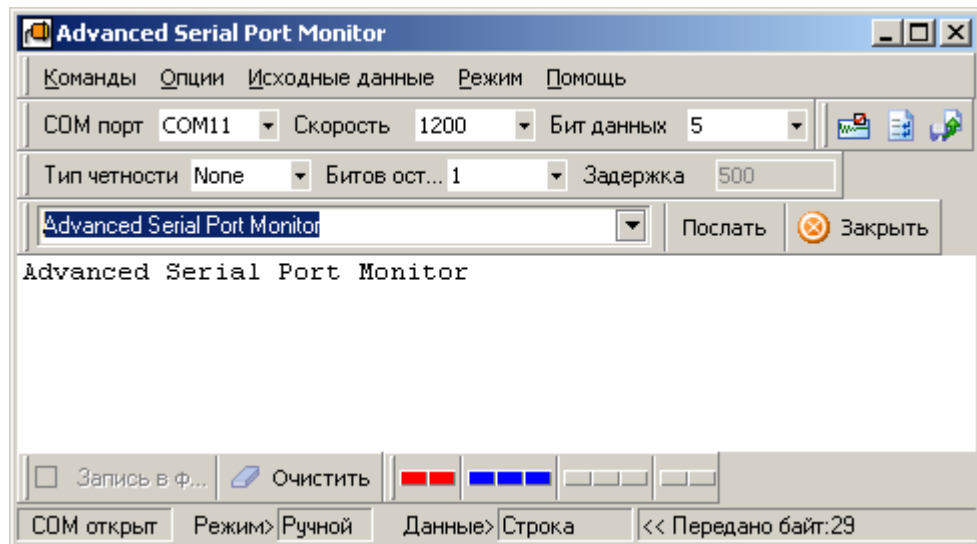 Advanced Serial Port Monitor
Команды Опции Исходные данные Режим Помощь
COM порт COM11 Скорость 1200 Бит данных 5
Тип четности None Битов ост... 1 Задержка 500
Advanced Serial Port Monitor Послать Закрыть
Advanced Serial Port Monitor
Запись в ф... Очистить
COM открыт Режим> Ручной Данные> Строка << Передано байт:29